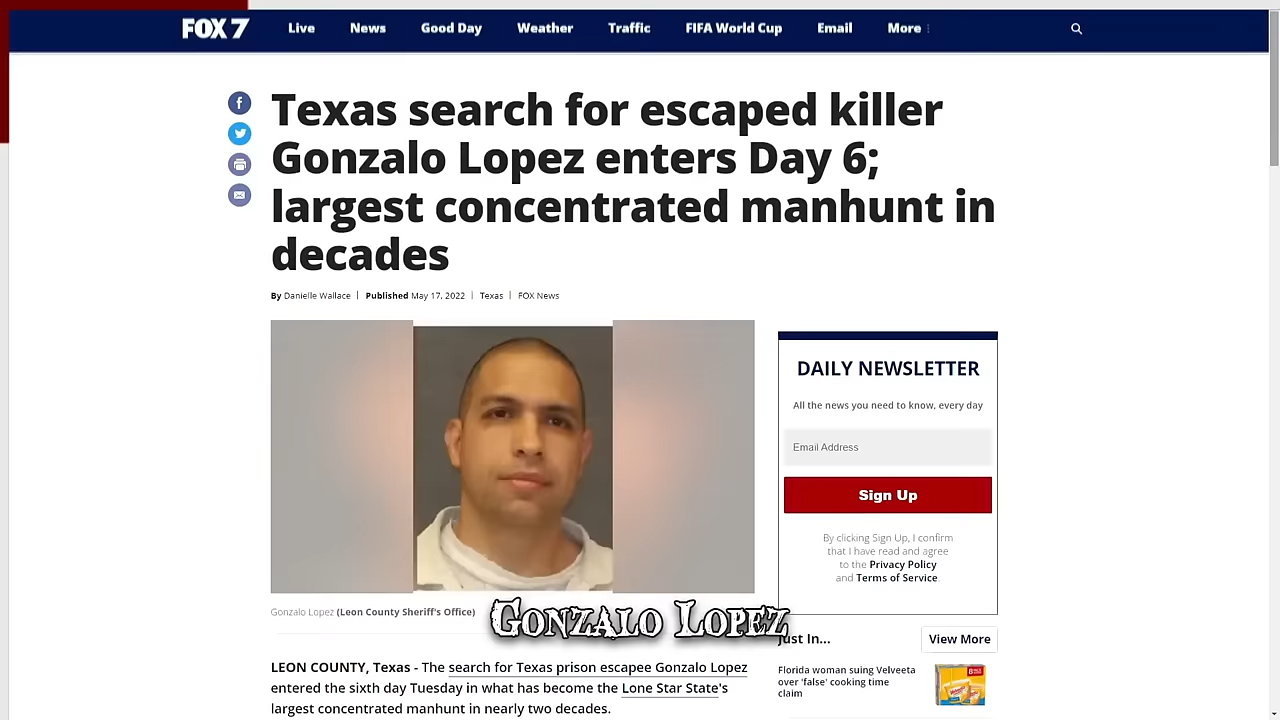 FOX 7 Live News Good Day Weather Traffic FIFA World Cup Email More
Texas search for escaped killer
Gonzalo Lopez enters Day 6;
largest concentrated manhunt in
decades
By Danielle Wallace | Published May 17, 2022 | Texas | FOX News
DAILY NEWSLETTER
All the news you need to know, every day
Email Address
Sign Up
By clicking Sign Up, I confirm
that I have read and agree
to the Privacy Policy
and Terms of Service
Gonzalo Lopez (Leon County Sheriff's Office)
Gonzalo Lopez
Just In...
View More
LEON COUNTY, Texas - The search for Texas prison escapee Gonzalo Lopez
entered the sixth day Tuesday in what has become the Lone Star State's
largest concentrated manhunt in nearly two decades.
Florida woman suing Velveeta
over 'false' cooking time
claim